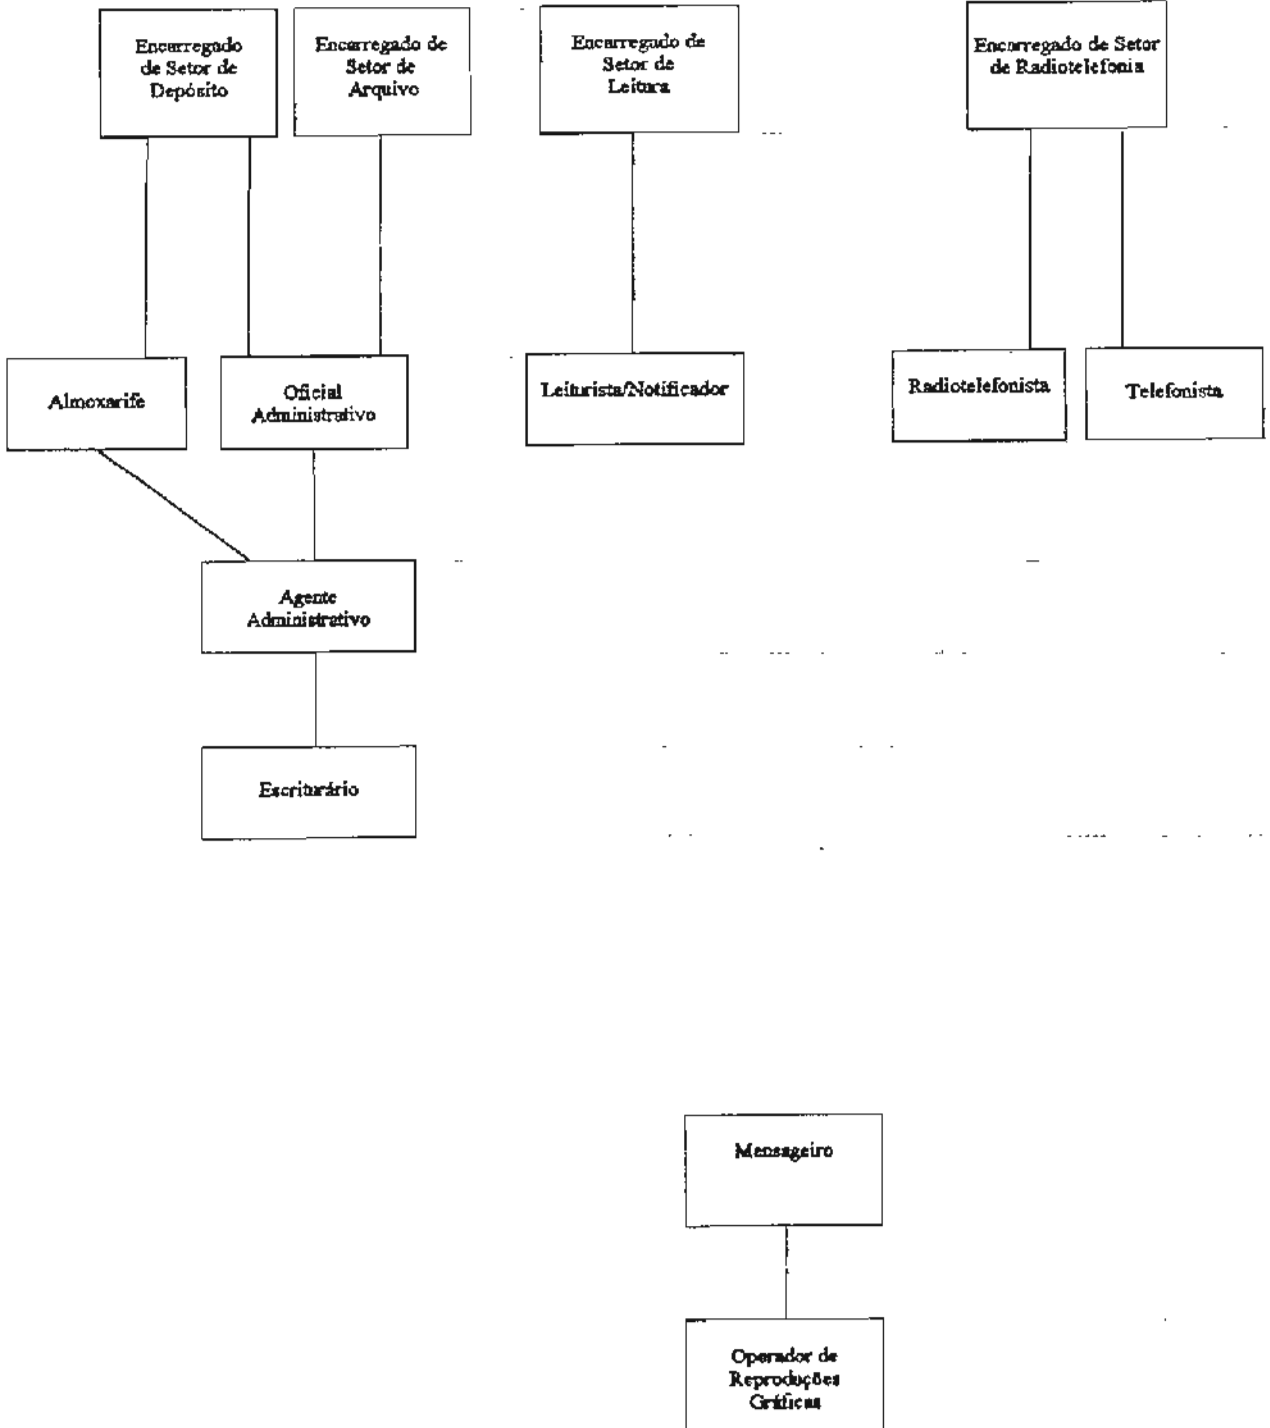 Encarregado
de Setor de
Depósito
Encarregado de
Setor de
Arquivo
Encarregado de
Setor de
Leitura
Encarregado de Setor
de Radiotelefonia
Almoxarife
Oficial
Administrativo
Leiturista/Notificador
Radiotelefonista
Telefonista
Agente
Administrativo
Escriturário
Mensageiro
Operador de
Reproduções
Gráficas